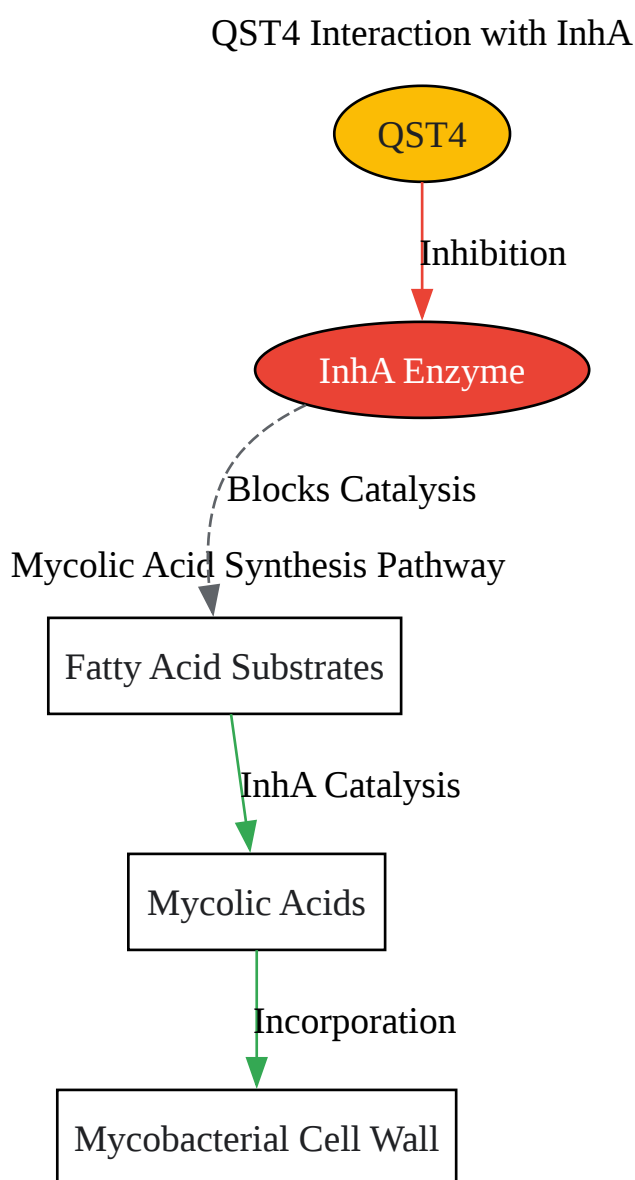 QST4 Interaction with InhA
QST4
Inhibition
InhA Enzyme
Blocks Catalysis
Mycolic Acid Synthesis Pathway
Fatty Acid Substrates
InhA Catalysis
Mycolic Acids
Incorporation
Mycobacterial Cell Wall